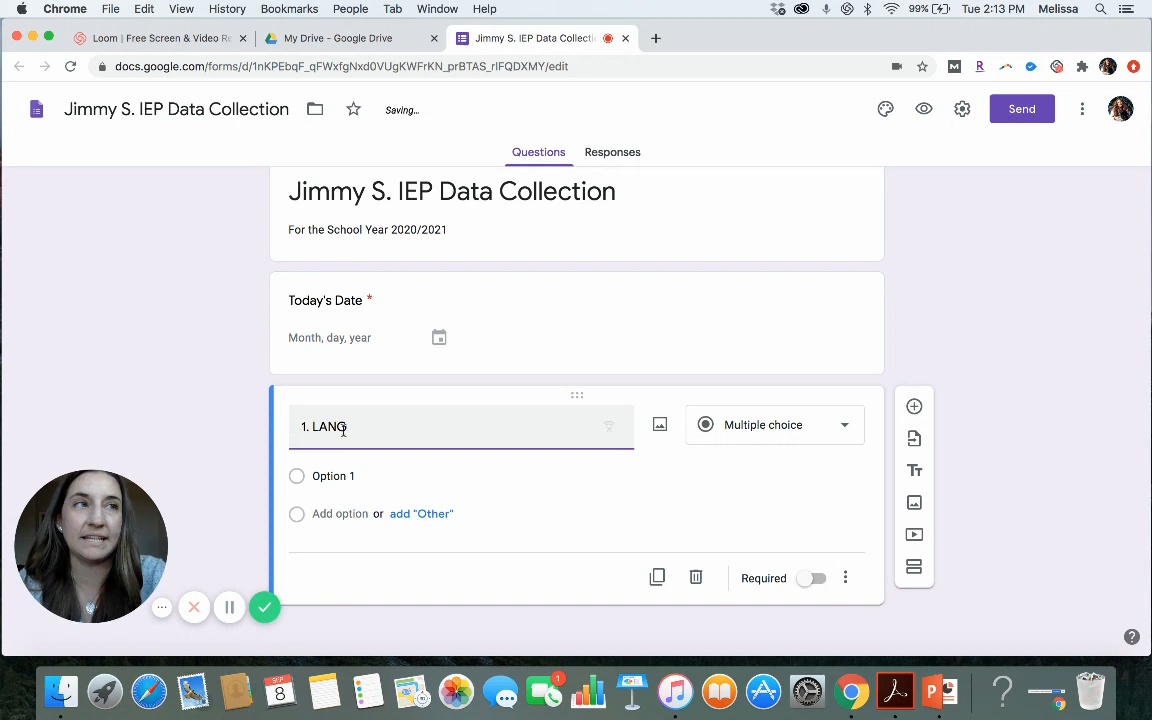 Chrome File Edit View History Bookmarks People Tab Window Help 99% Tue 2:13 PM Melissa
Loom | Free Screen & Video Re My Drive - Google Drive Jimmy S. IEP Data Collecti
docs.google.com/forms/d/1nKPEbqF_qFWxfgNxd0VUgKWFrKN_prBTAS_rIFQDXMY/edit
Jimmy S. IEP Data Collection Saving... Send
Questions Responses
Jimmy S. IEP Data Collection
For the School Year 2020/2021
Today's Date *
Month, day, year
1. LANG Multiple choice
Option 1
Add option or add "Other"
Required
SEP
8
1